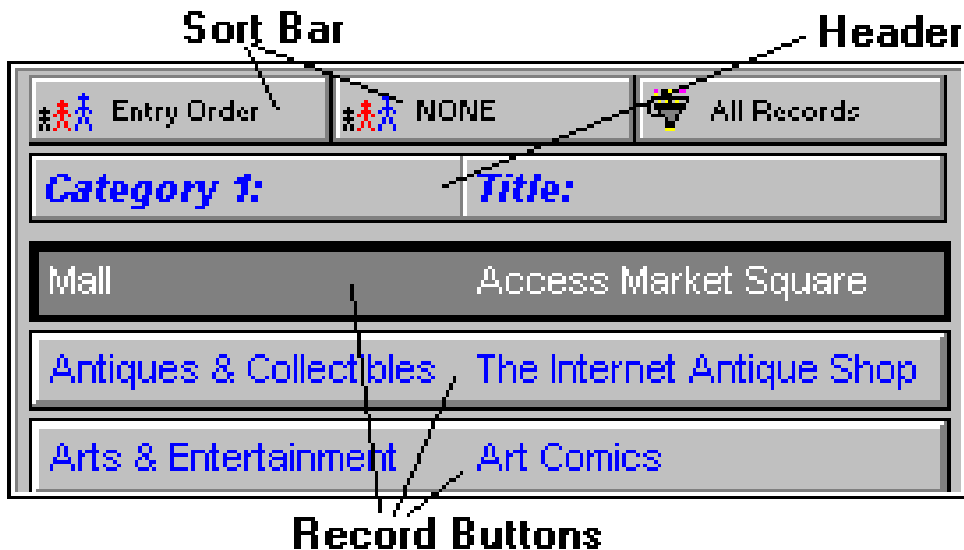 Sort Bar Header
Entry Order NONE All Records
Category 1: Title:
Mall Access Market Square
Antiques & Collectibles The Internet Antique Shop
Arts & Entertainment Art Comics
Record Buttons